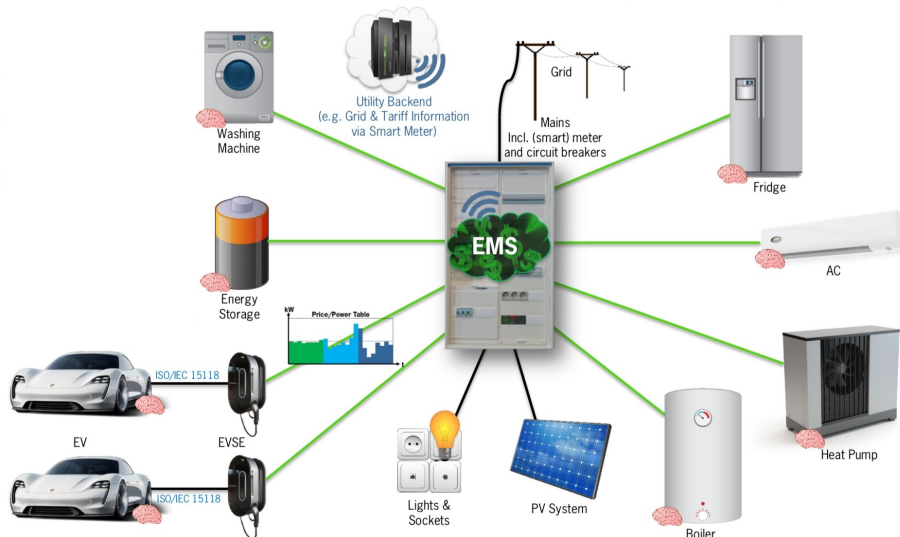 Utility Backend
(e.g. Grid & Tariff Information
via Smart Meter)
Grid
Mains
Incl. (smart) meter
and circuit breakers
Washing
Machine
Fridge
EMS
Energy
Storage
AC
kW
Price/Power Table
t
ISO/IEC 15118
EV
EVSE
Heat Pump
ISO/IEC 15118
Lights &
Sockets
PV System
Boiler